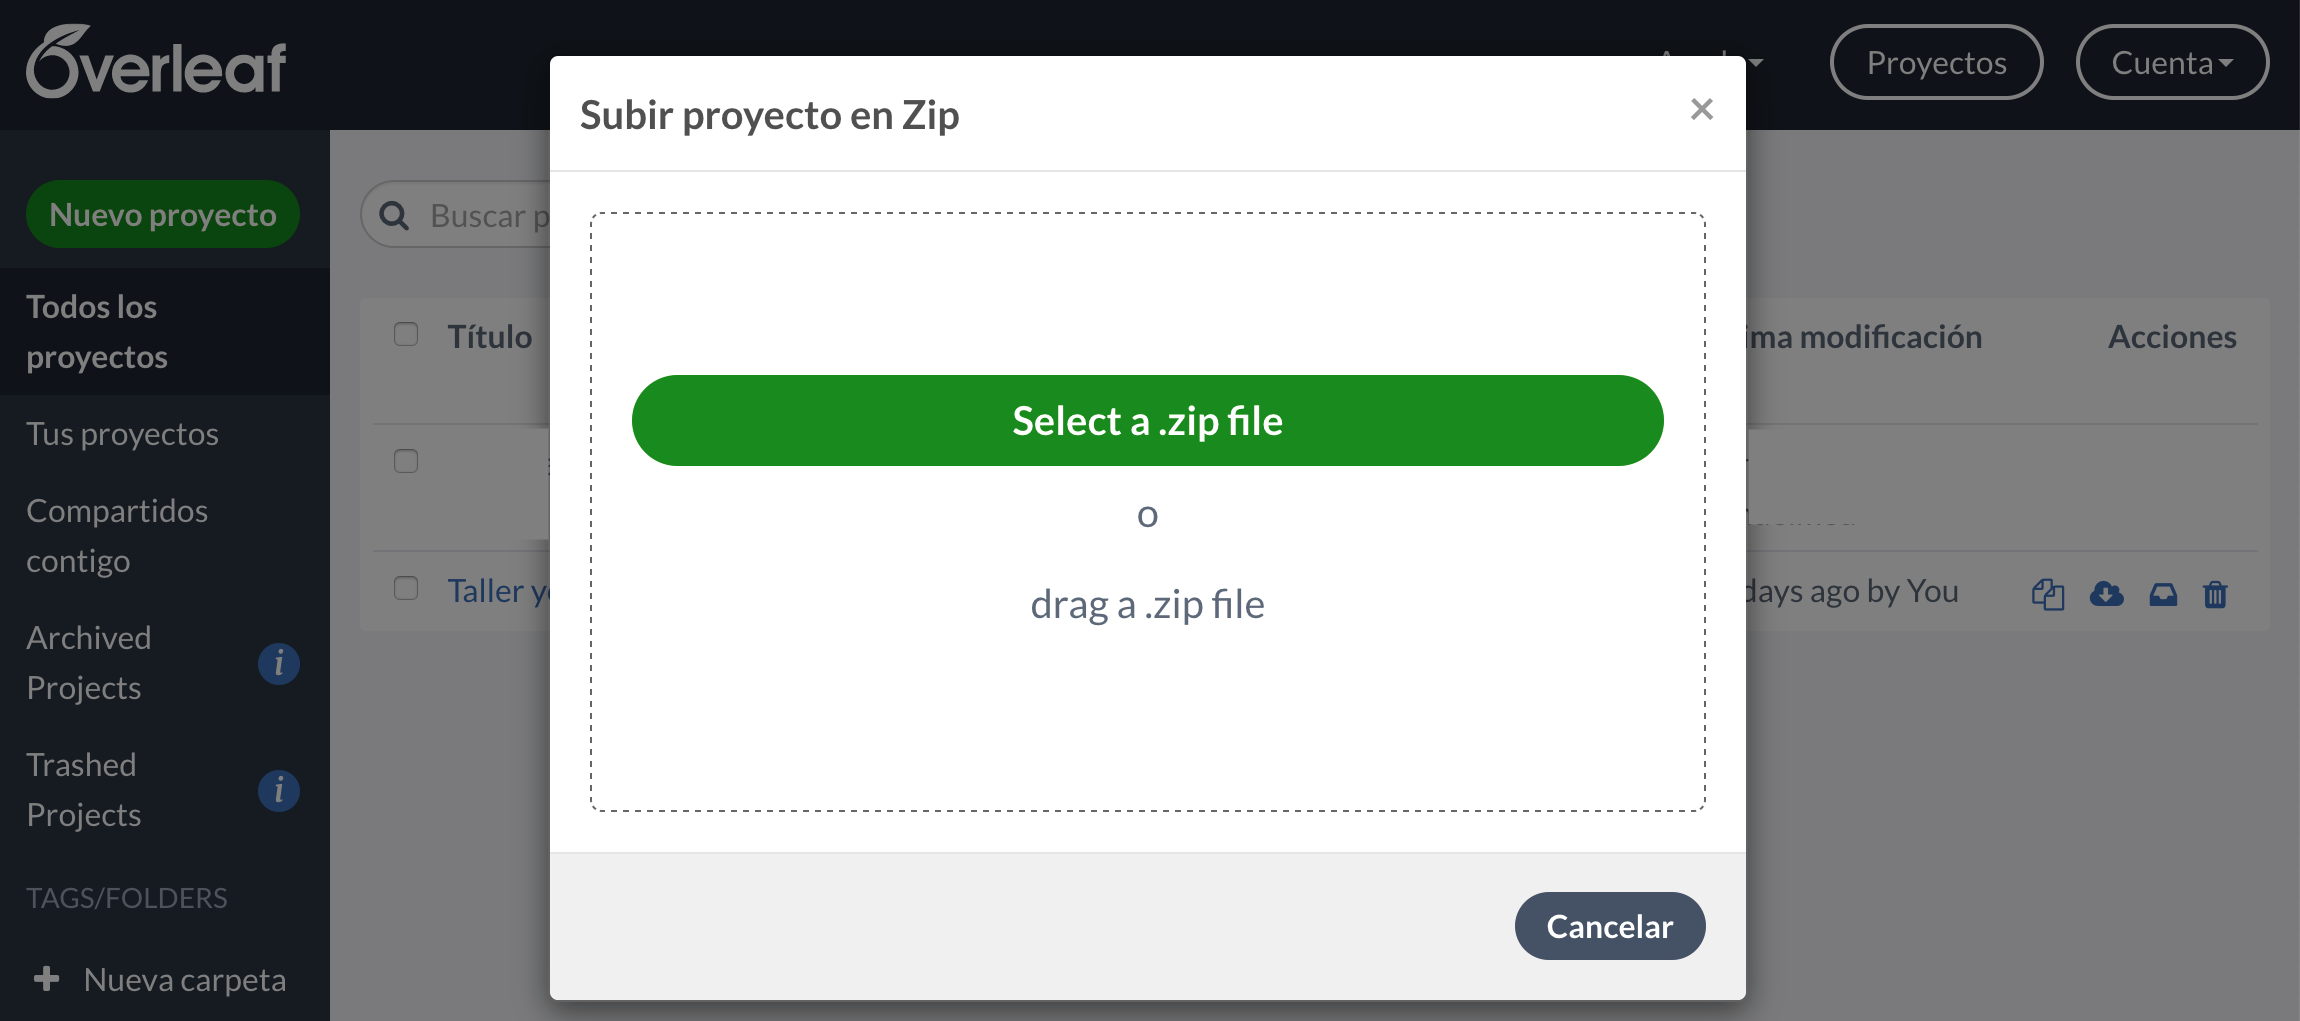 Overleaf
Proyectos
Cuenta
Subir proyecto en Zip
Nuevo proyecto
Buscar
Todos los
proyectos
Título
modificación
Acciones
Select a .zip file
Tus proyectos
o
Compartidos
contigo
Taller
days ago by You
drag a .zip file
Archived
Projects
Trashed
Projects
TAGS/FOLDERS
Cancelar
Nueva carpeta